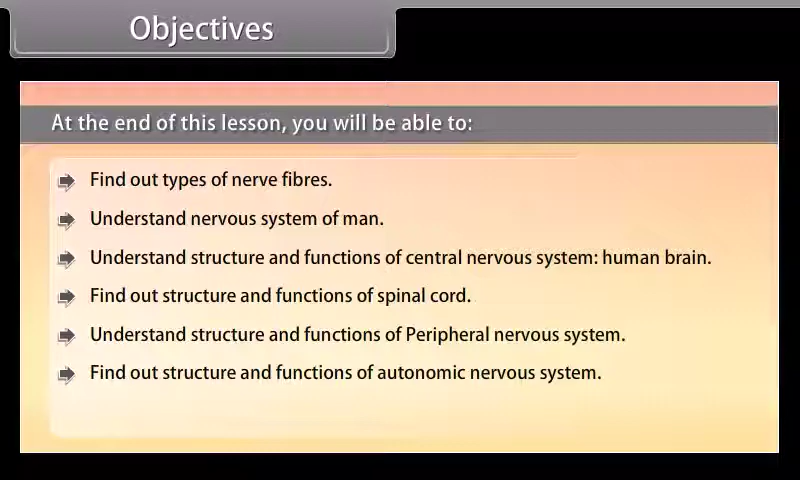 Objectives
At the end of this lesson, you will be able to:
Find out types of nerve fibres.
Understand nervous system of man.
Understand structure and functions of central nervous system: human brain.
Find out structure and functions of spinal cord.
Understand structure and functions of Peripheral nervous system.
Find out structure and functions of autonomic nervous system.